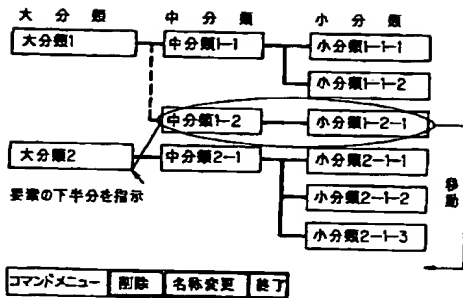 大分類 中分類 小分類
大分類1 中分類1-1 小分類1-1-1
小分類1-1-2
中分類1-2 小分類1-2-1
大分類2 中分類2-1 小分類2-1-1
要素の下半分を指示 小分類2-1-2
移動
小分類2-1-3
コマンドメニュー 削除 名称変更 終了